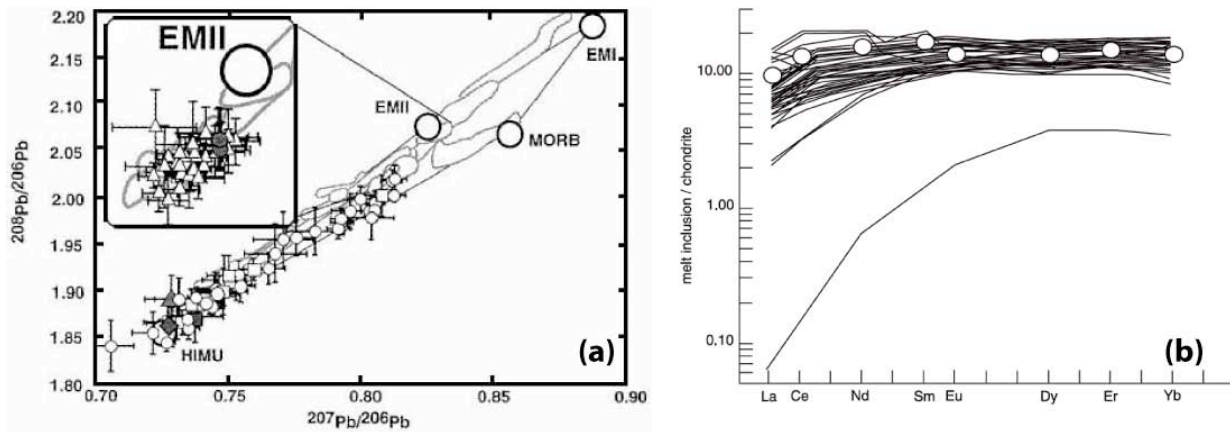 2.20
2.15
2.10
2.05
2.00
1.95
1.90
1.85
1.80
208Pb/206Pb
EMII
EMI
EMII
MORB
HIMU
(a)
0.70
0.75
0.80
0.85
0.90
207Pb/206Pb
melt inclusion / chondrite
10.00
1.00
0.10
(b)
La
Ce
Nd
Sm
Eu
Dy
Er
Yb